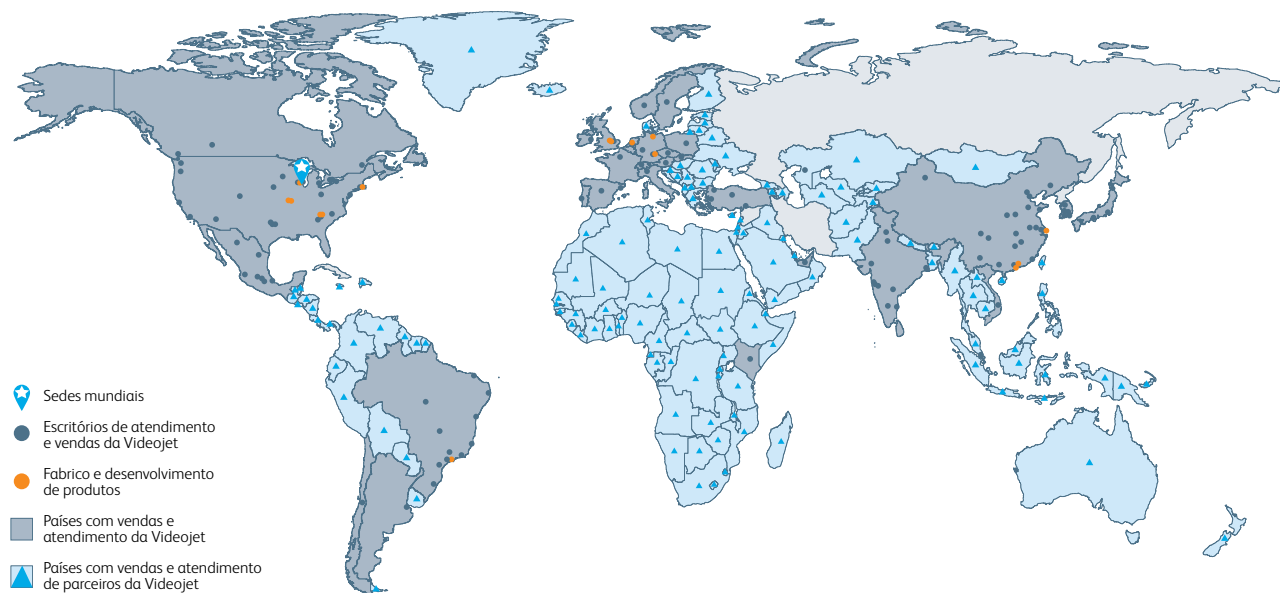 Sedes mundiais
Escritórios de atendimento
e vendas da Videojet
Fabrico e desenvolvimento
de produtos
Países com vendas e
atendimento da Videojet
Países com vendas e atendimento
de parceiros da Videojet